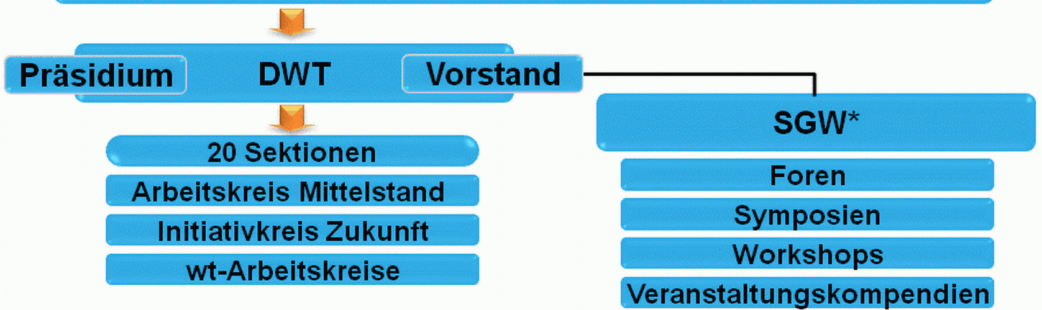 Präsidium DWT Vorstand
SGW*
20 Sektionen
Arbeitskreis Mittelstand
Initiativkreis Zukunft
wt-Arbeitskreise
Foren
Symposien
Workshops
Veranstaltungskompendien